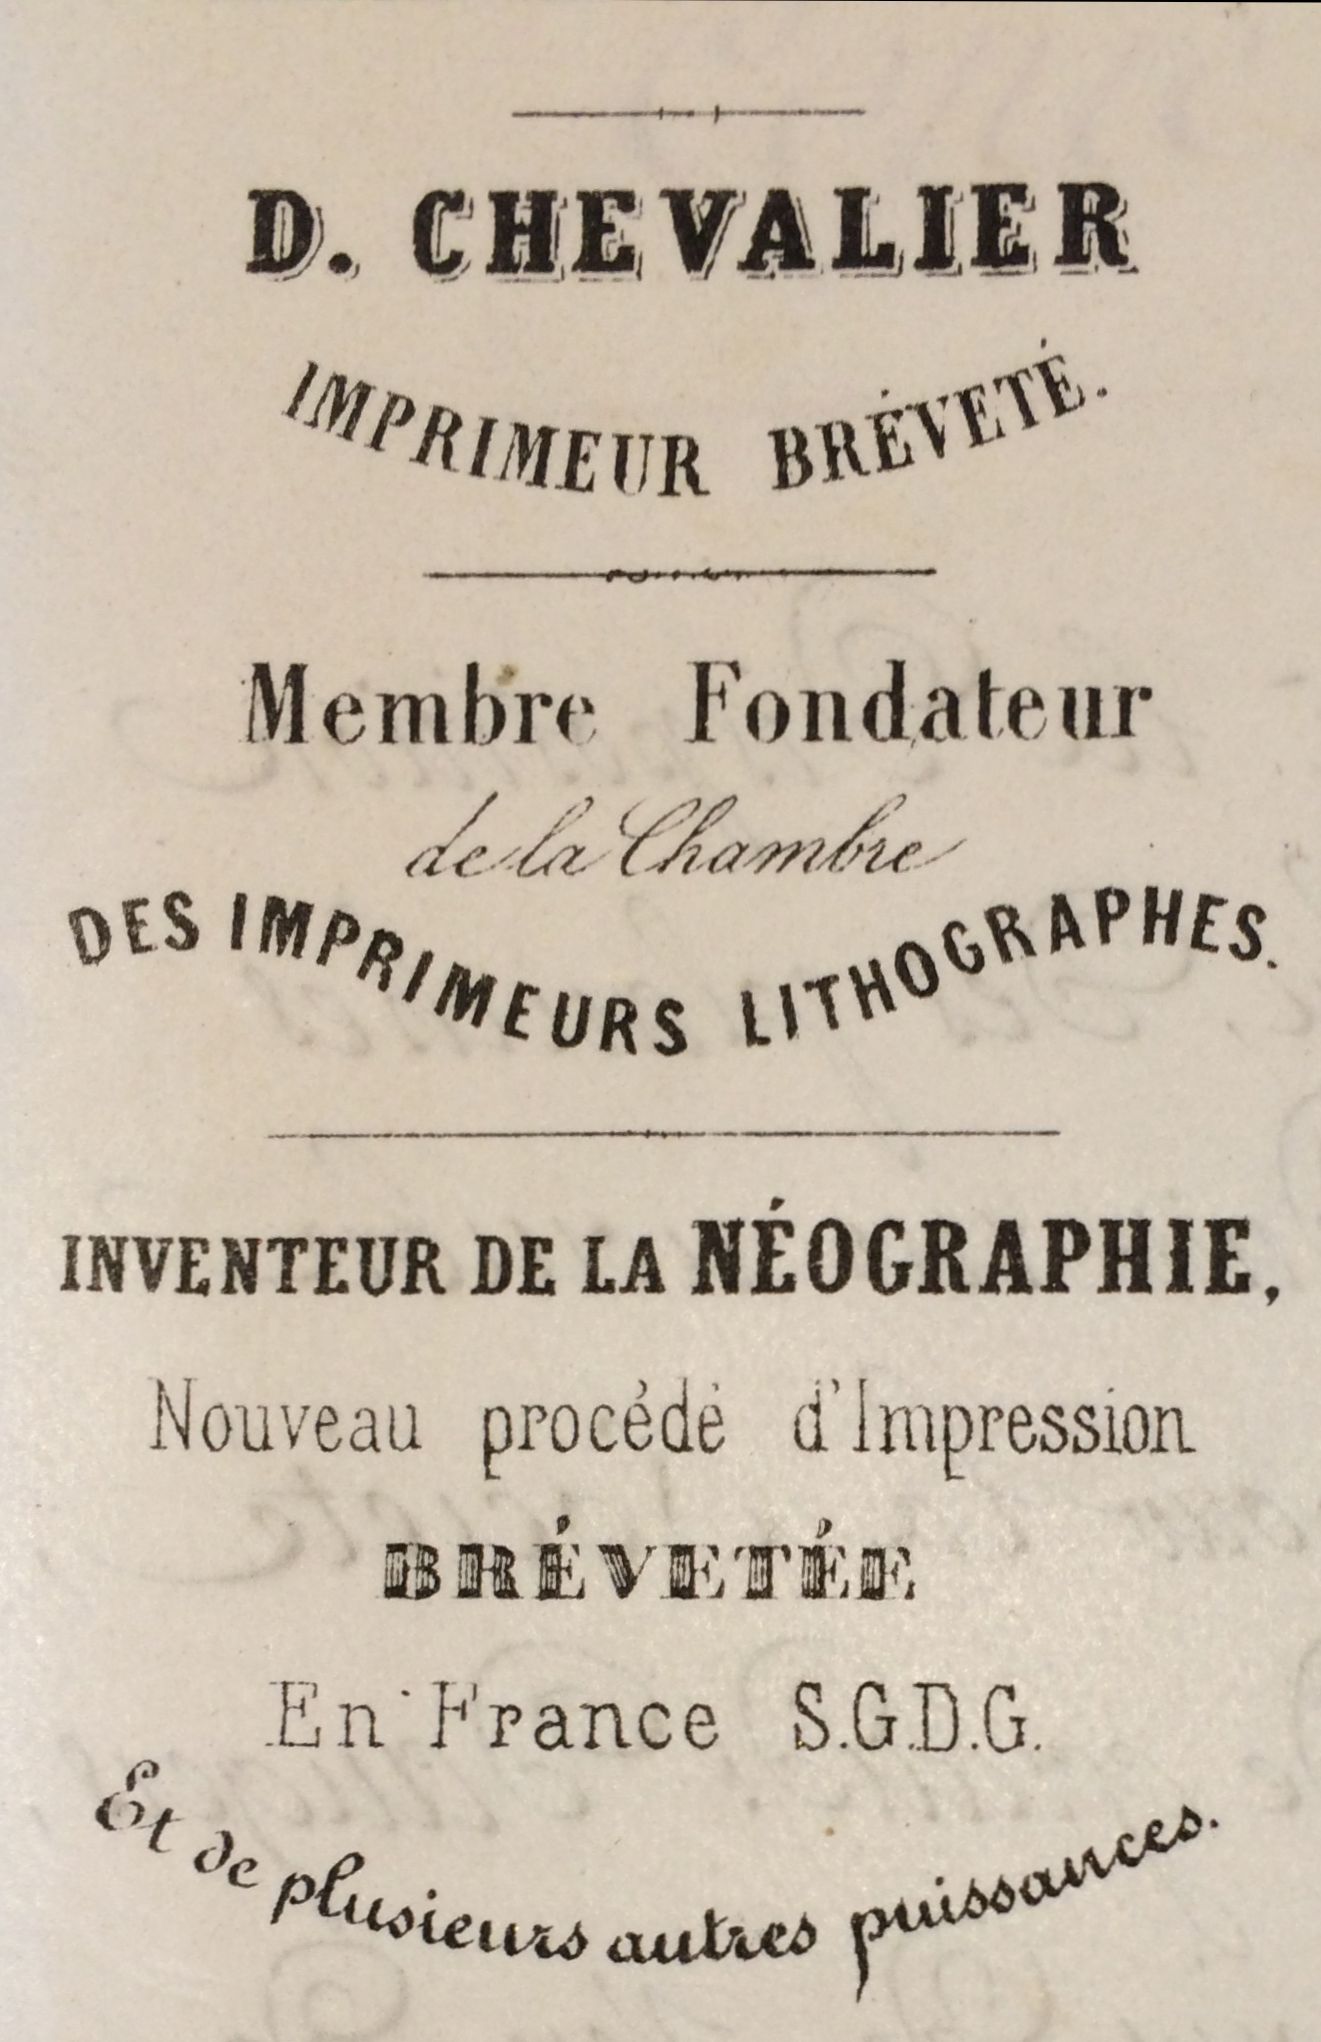 D. CHEVALIER
IMPRIMEUR BRÉVETÉ.
Membre Fondateur
de la Chambre
DES IMPRIMEURS LITHOGRAPHES.
INVENTEUR DE LA NÉOGRAPHIE,
Nouveau procédé d'Impression
BRÉVETÉE
En France S.G.D.G.
Et de plusieurs autres puissances.